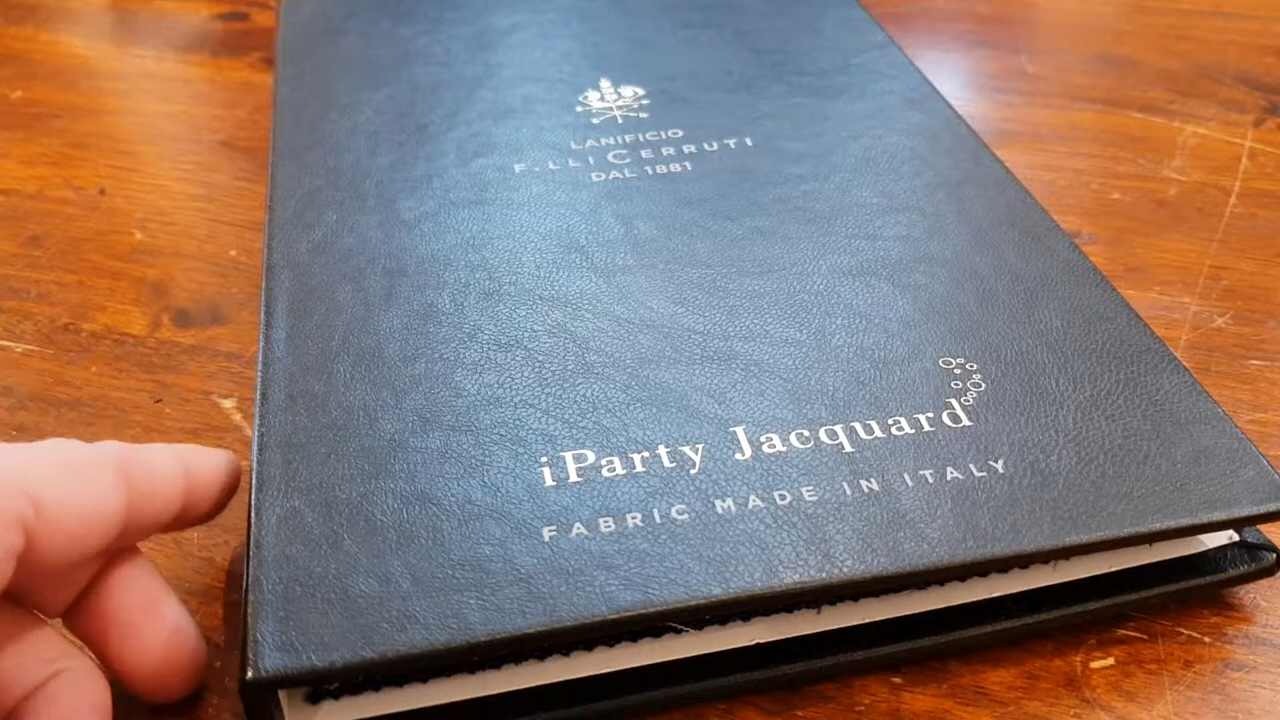 LANIFICIO
F.LLI CERRUTI
DAL 1881
iParty Jacquard
FABRIC MADE IN ITALY